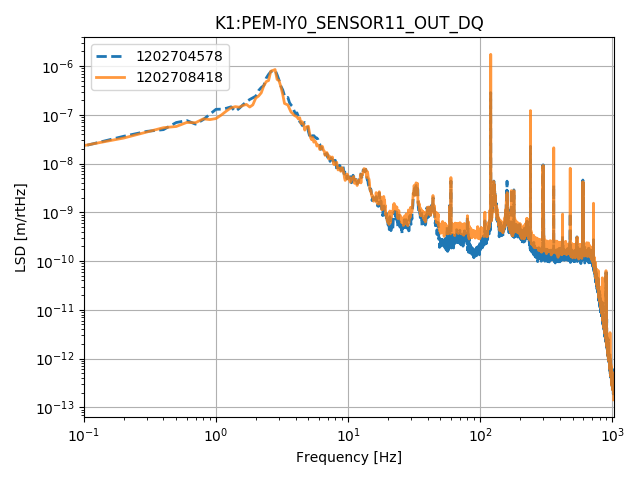 K1:PEM-IY0_SENSOR11_OUT_DQ
1202704578
1202708418
LSD [m/rtHz]
10⁻⁶
10⁻⁷
10⁻⁸
10⁻⁹
10⁻¹⁰
10⁻¹¹
10⁻¹²
10⁻¹³
10⁻¹ 10⁰ 10¹ 10² 10³
Frequency [Hz]